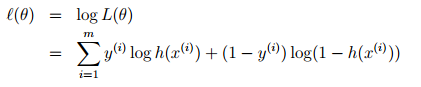 ℓ(θ) = log L(θ)
= ∑_{i=1}^{m} y^{(i)} log h(x^{(i)}) + (1 − y^{(i)}) log(1 − h(x^{(i)}))